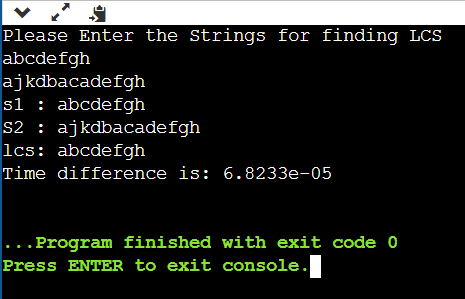 Please Enter the Strings for finding LCS
abcdefgh
ajkdbacadefgh
s1 : abcdefgh
S2 : ajkdbacadefgh
lcs: abcdefgh
Time difference is: 6.8233e-05
...Program finished with exit code 0
Press ENTER to exit console.